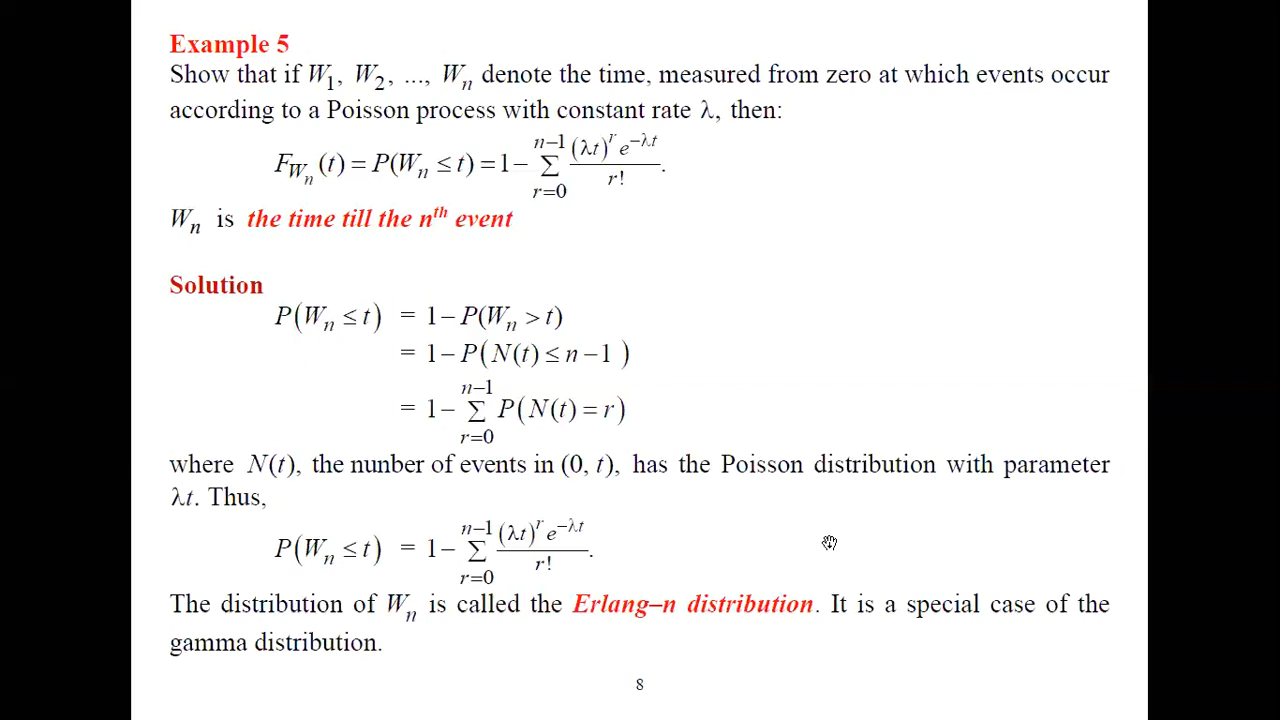 Example 5
Show that if W₁, W₂, ..., Wₙ denote the time, measured from zero at which events occur
according to a Poisson process with constant rate λ, then:
F_{Wₙ}(t) = P(Wₙ ≤ t) = 1 − ∑_{r=0}^{n−1} (λt)^r e^{−λt} / r!.
Wₙ is the time till the nᵗʰ event
Solution
P(Wₙ ≤ t) = 1 − P(Wₙ > t)
= 1 − P(N(t) ≤ n − 1 )
= 1 − ∑_{r=0}^{n−1} P(N(t) = r)
where N(t), the nunber of events in (0, t), has the Poisson distribution with parameter
λt. Thus,
P(Wₙ ≤ t) = 1 − ∑_{r=0}^{n−1} (λt)^r e^{−λt} / r!.
The distribution of Wₙ is called the Erlang–n distribution. It is a special case of the
gamma distribution.
8